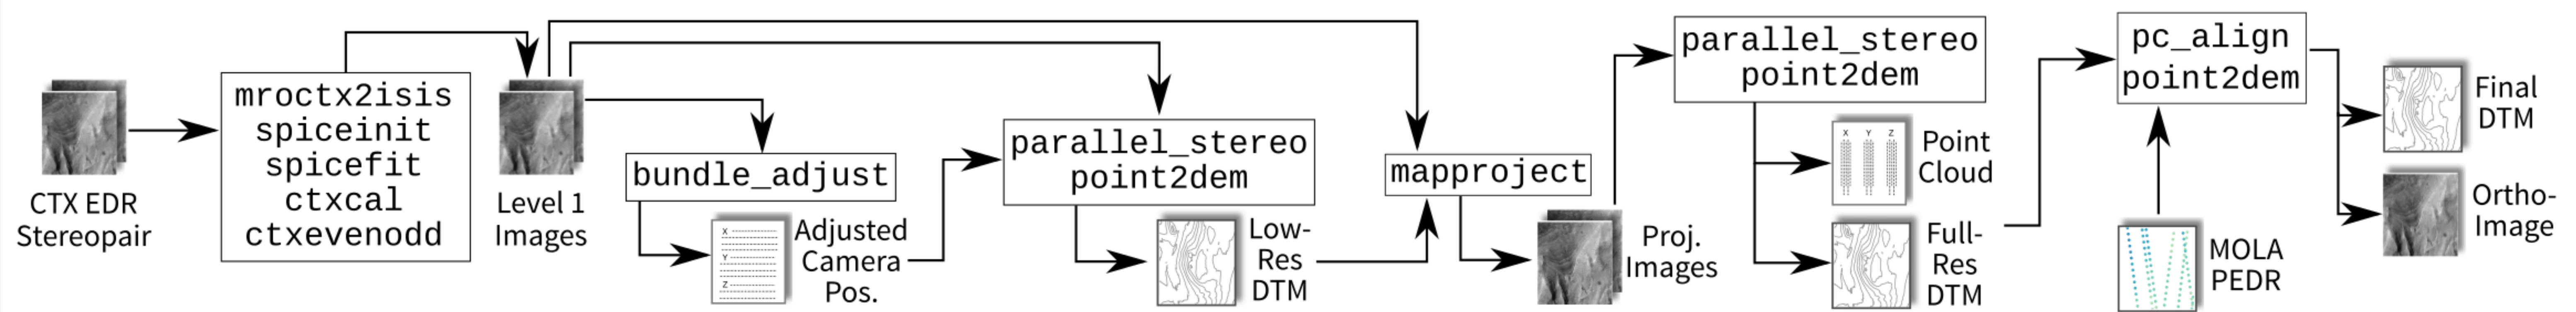 CTX EDR
Stereopair
mroctx2isis
spiceinit
spicefit
ctxcal
ctxevenodd
Level 1
Images
bundle_adjust
X
Y
Z
Adjusted
Camera
Pos.
parallel_stereo
point2dem
Low-
Res
DTM
mapproject
Proj.
Images
parallel_stereo
point2dem
X Y Z
Point
Cloud
Full-
Res
DTM
pc_align
point2dem
MOLA
PEDR
Final
DTM
Ortho-
Image